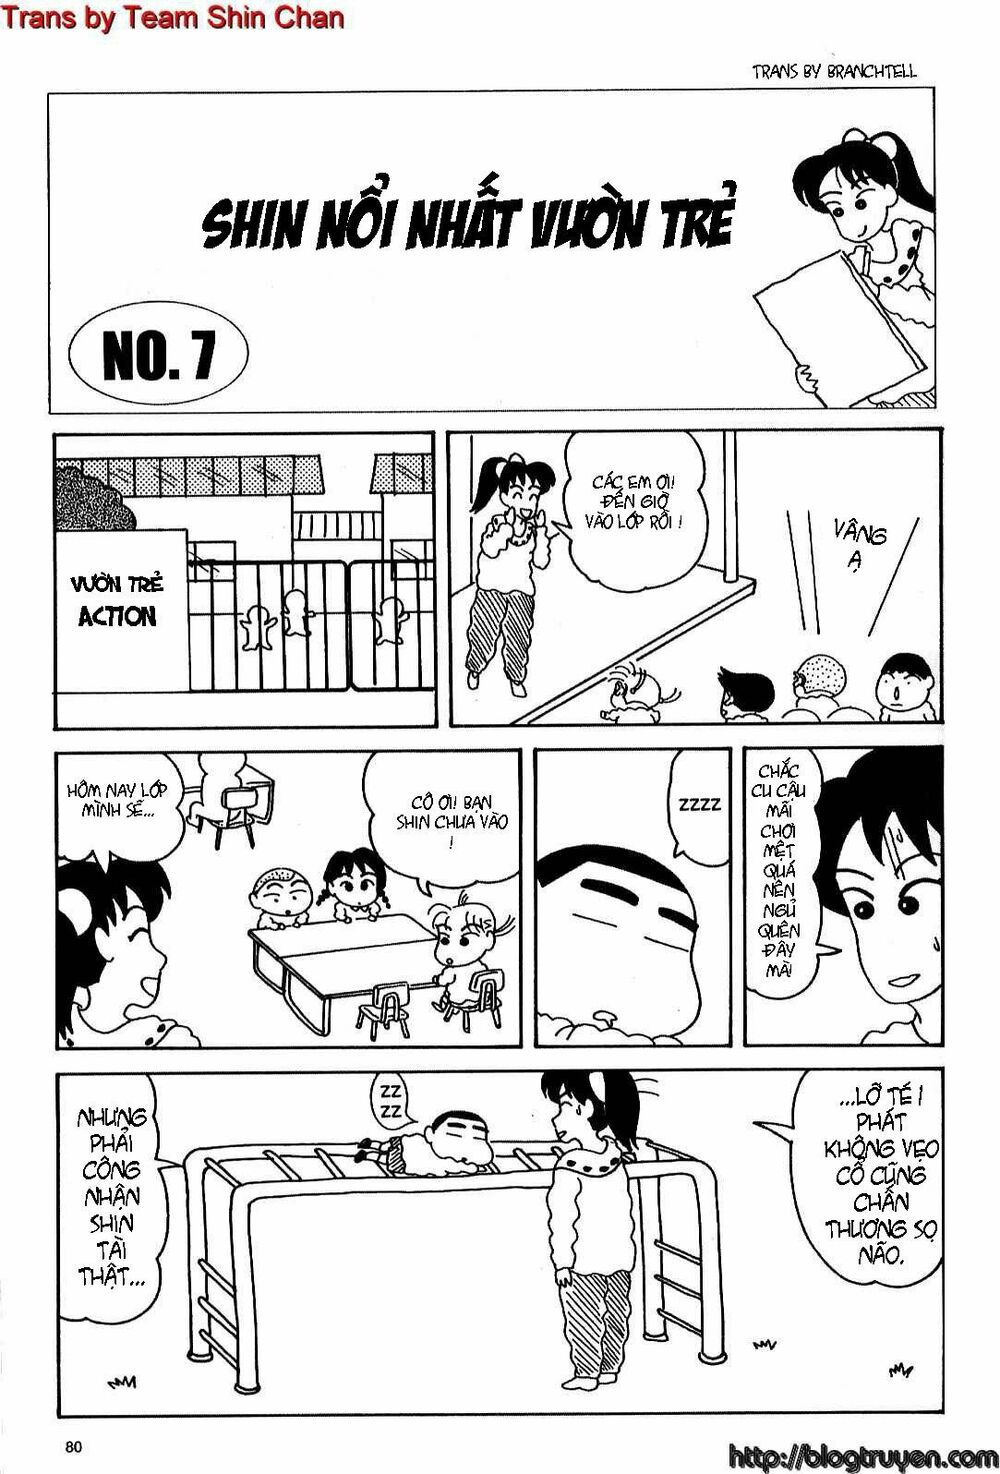 Trans by Team Shin Chan
TRANS BY BRANCHTELL
SHIN NỔI NHẤT VƯỜN TRẺ
NO. 7
VƯỜN TRẺ
ACTION
CÁC EM ƠI!
ĐẾN GIỜ
VÀO LỚP RỒI !
VÂNG
Ạ
HÔM NAY LỚP
MÌNH SẼ...
CÔ ƠI! BẠN
SHIN CHƯA VÀO
!
ZZZZ
CHẮC
CU CẬU
MÃI
CHƠI
MỆT
QUÁ
NÊN
NGỦ
QUÊN
ĐÂY
MÀ!
NHƯNG
PHẢI
CÔNG
NHẬN
SHIN
TÀI
THẬT...
ZZ
ZZ
...LỠ TÉ 1
PHÁT
KHÔNG VẸO
CỔ CŨNG
CHẤN
THƯƠNG SỌ
NÃO.
80
http://blogtruyen.com